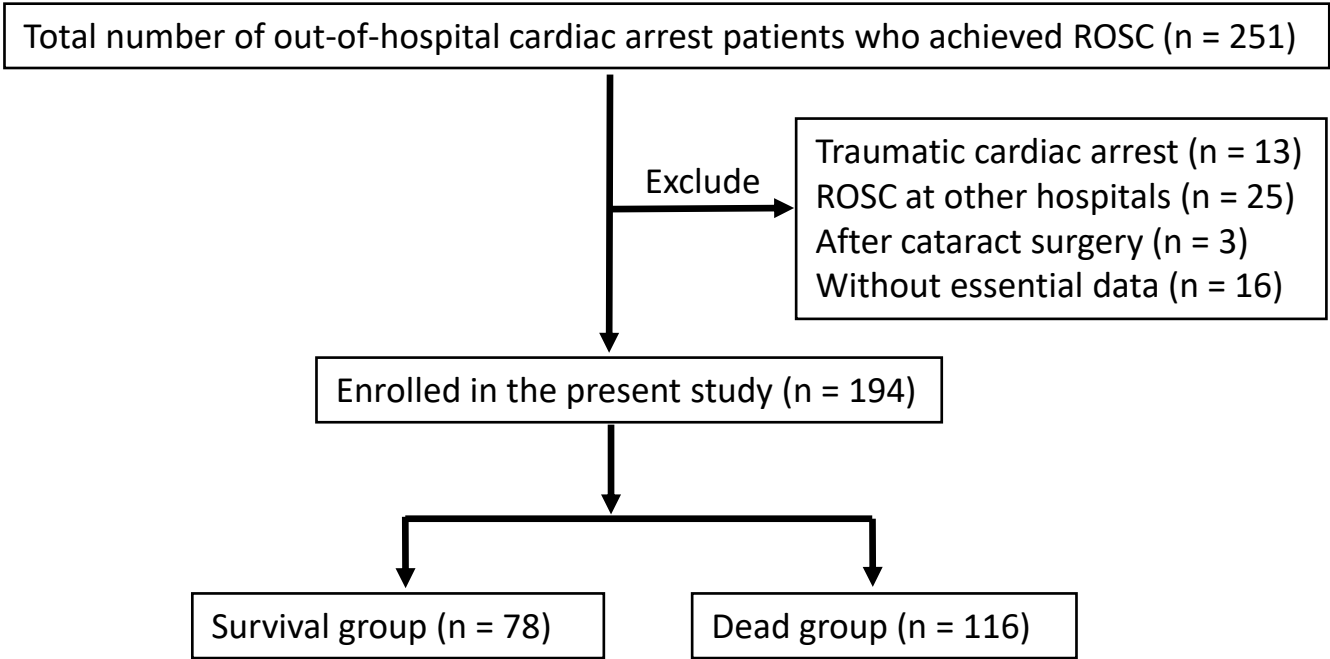 Total number of out-of-hospital cardiac arrest patients who achieved ROSC (n = 251)
Exclude
Traumatic cardiac arrest (n = 13)
ROSC at other hospitals (n = 25)
After cataract surgery (n = 3)
Without essential data (n = 16)
Enrolled in the present study (n = 194)
Survival group (n = 78)
Dead group (n = 116)